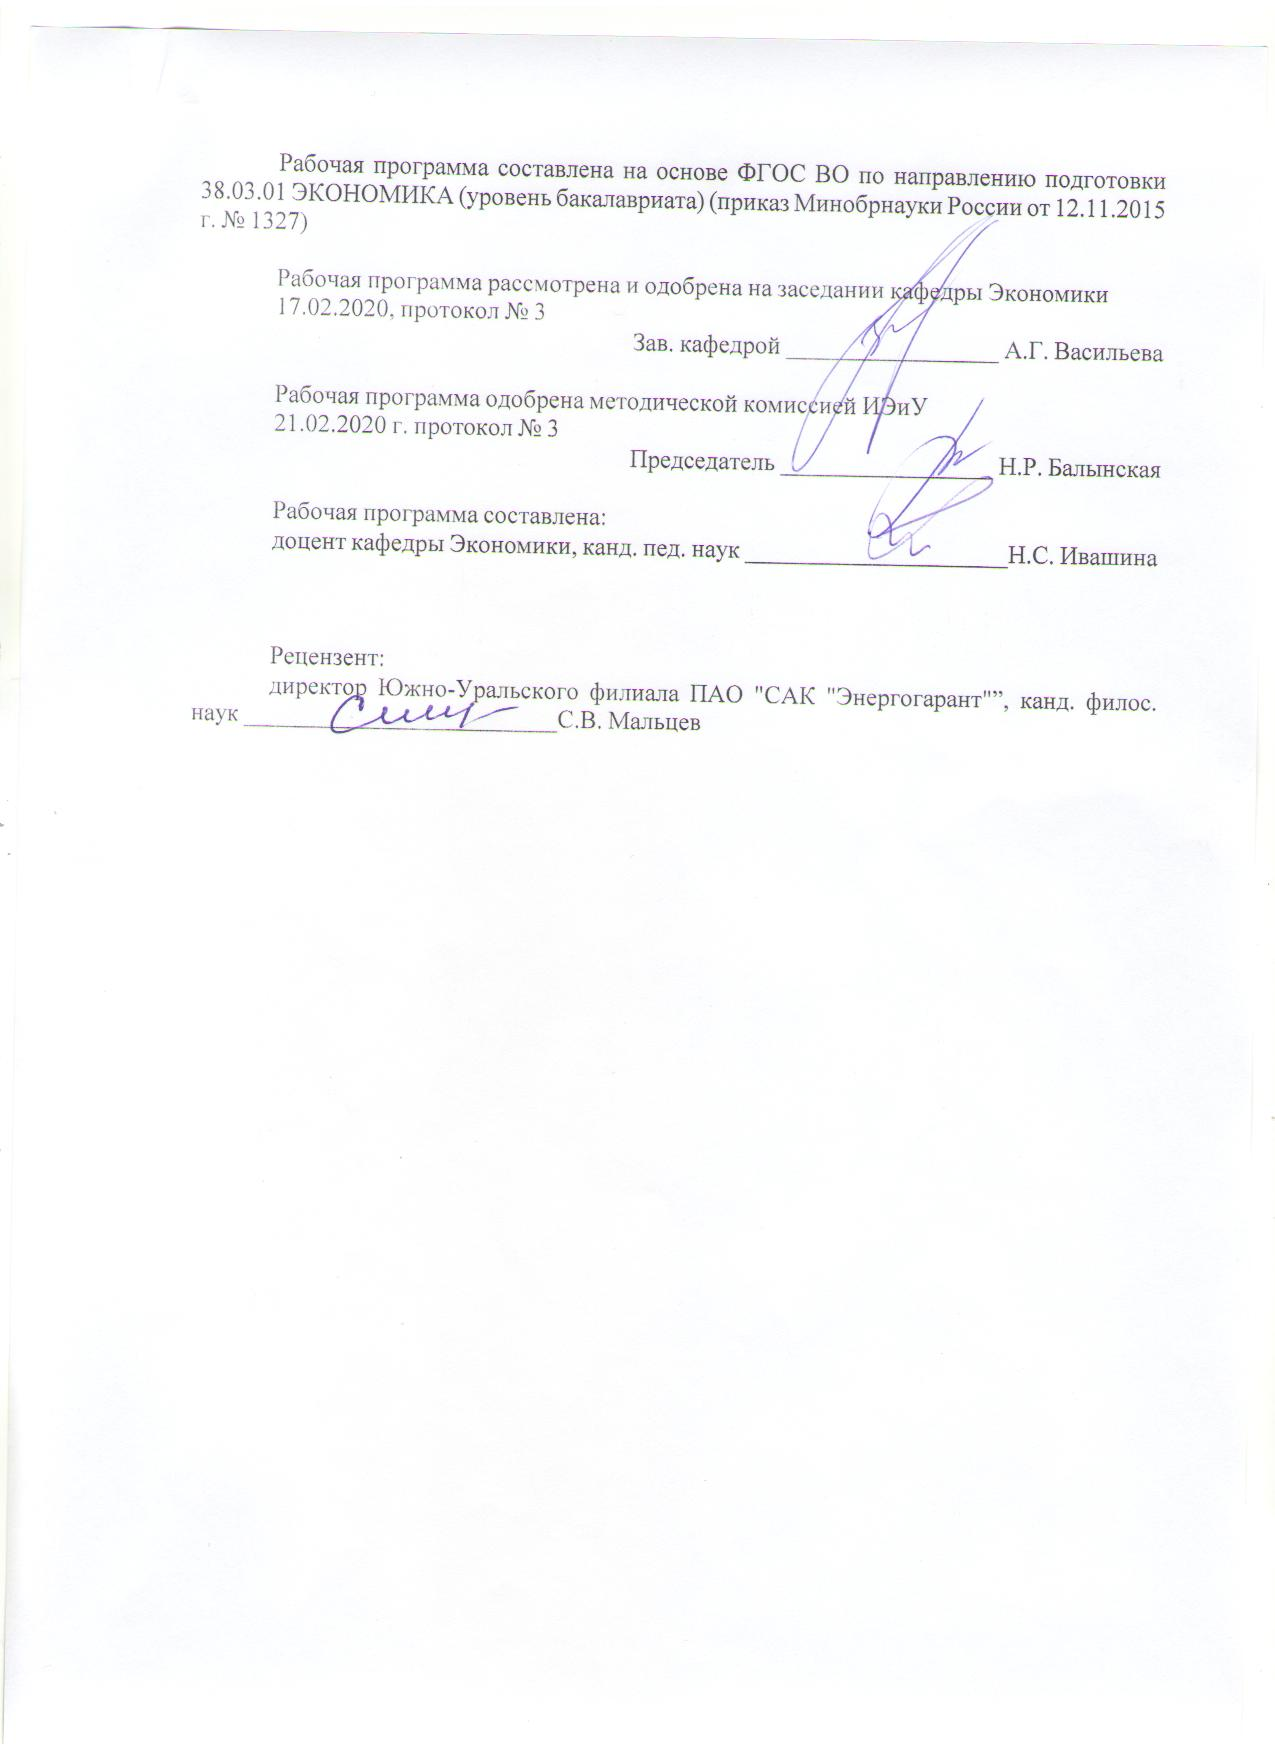 Рабочая программа составлена на основе ФГОС ВО по направлению подготовки
38.03.01 ЭКОНОМИКА (уровень бакалавриата) (приказ Минобрнауки России от 12.11.2015
г. № 1327)
Рабочая программа рассмотрена и одобрена на заседании кафедры Экономики
17.02.2020, протокол № 3
Зав. кафедрой _________________ А.Г. Васильева
Рабочая программа одобрена методической комиссией ИЭиУ
21.02.2020 г. протокол № 3
Председатель _________________ Н.Р. Балынская
Рабочая программа составлена:
доцент кафедры Экономики, канд. пед. наук _____________________Н.С. Ивашина
Рецензент:
директор Южно-Уральского филиала ПАО "САК "Энергогарант"”, канд. филос.
наук _________________________С.В. Мальцев